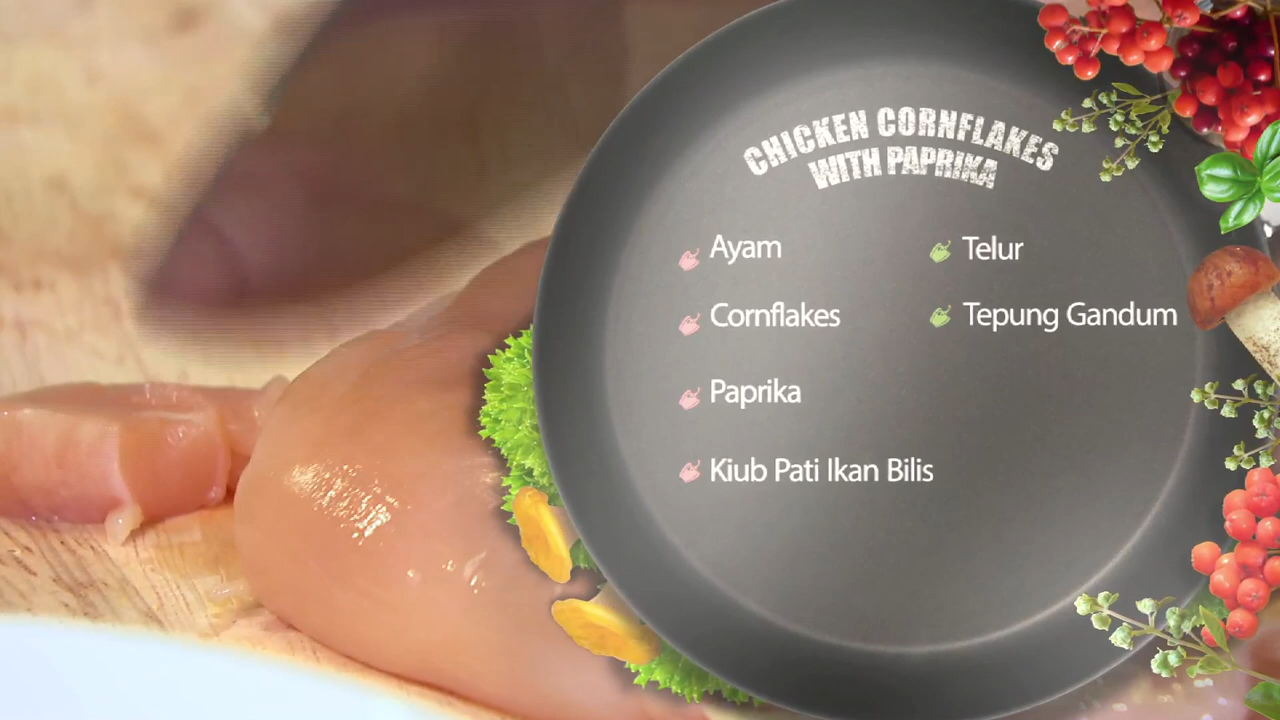 CHICKEN CORNFLAKES
WITH PAPRIKA
Ayam
Cornflakes
Paprika
Kiub Pati Ikan Bilis
Telur
Tepung Gandum